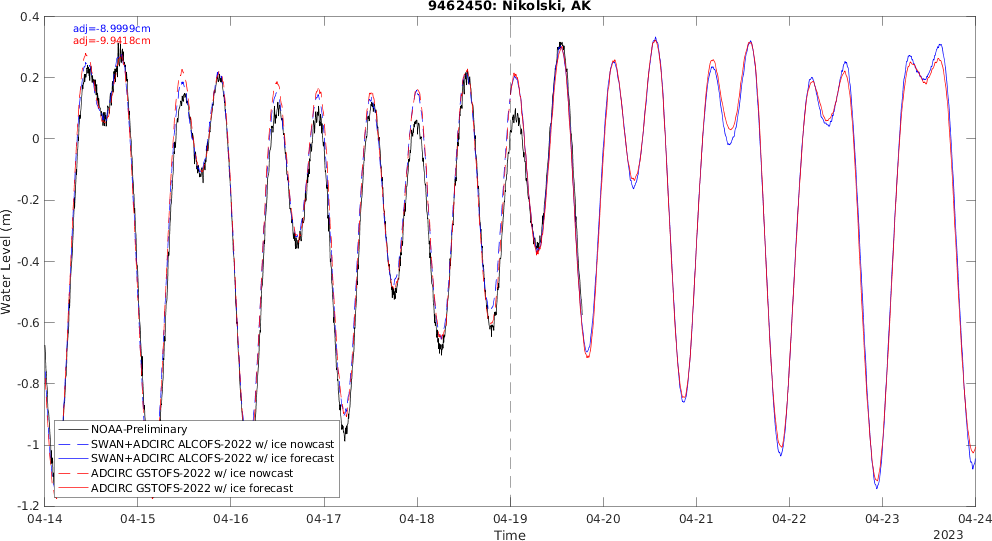 9462450: Nikolski, AK
adj=-8.9999cm
adj=-9.9418cm
0.4
0.2
0
-0.2
-0.4
-0.6
-0.8
-1
-1.2
Water Level (m)
NOAA-Preliminary
SWAN+ADCIRC ALCOFS-2022 w/ ice nowcast
SWAN+ADCIRC ALCOFS-2022 w/ ice forecast
ADCIRC GSTOFS-2022 w/ ice nowcast
ADCIRC GSTOFS-2022 w/ ice forecast
04-14 04-15 04-16 04-17 04-18 04-19 04-20 04-21 04-22 04-23 04-24
Time
2023